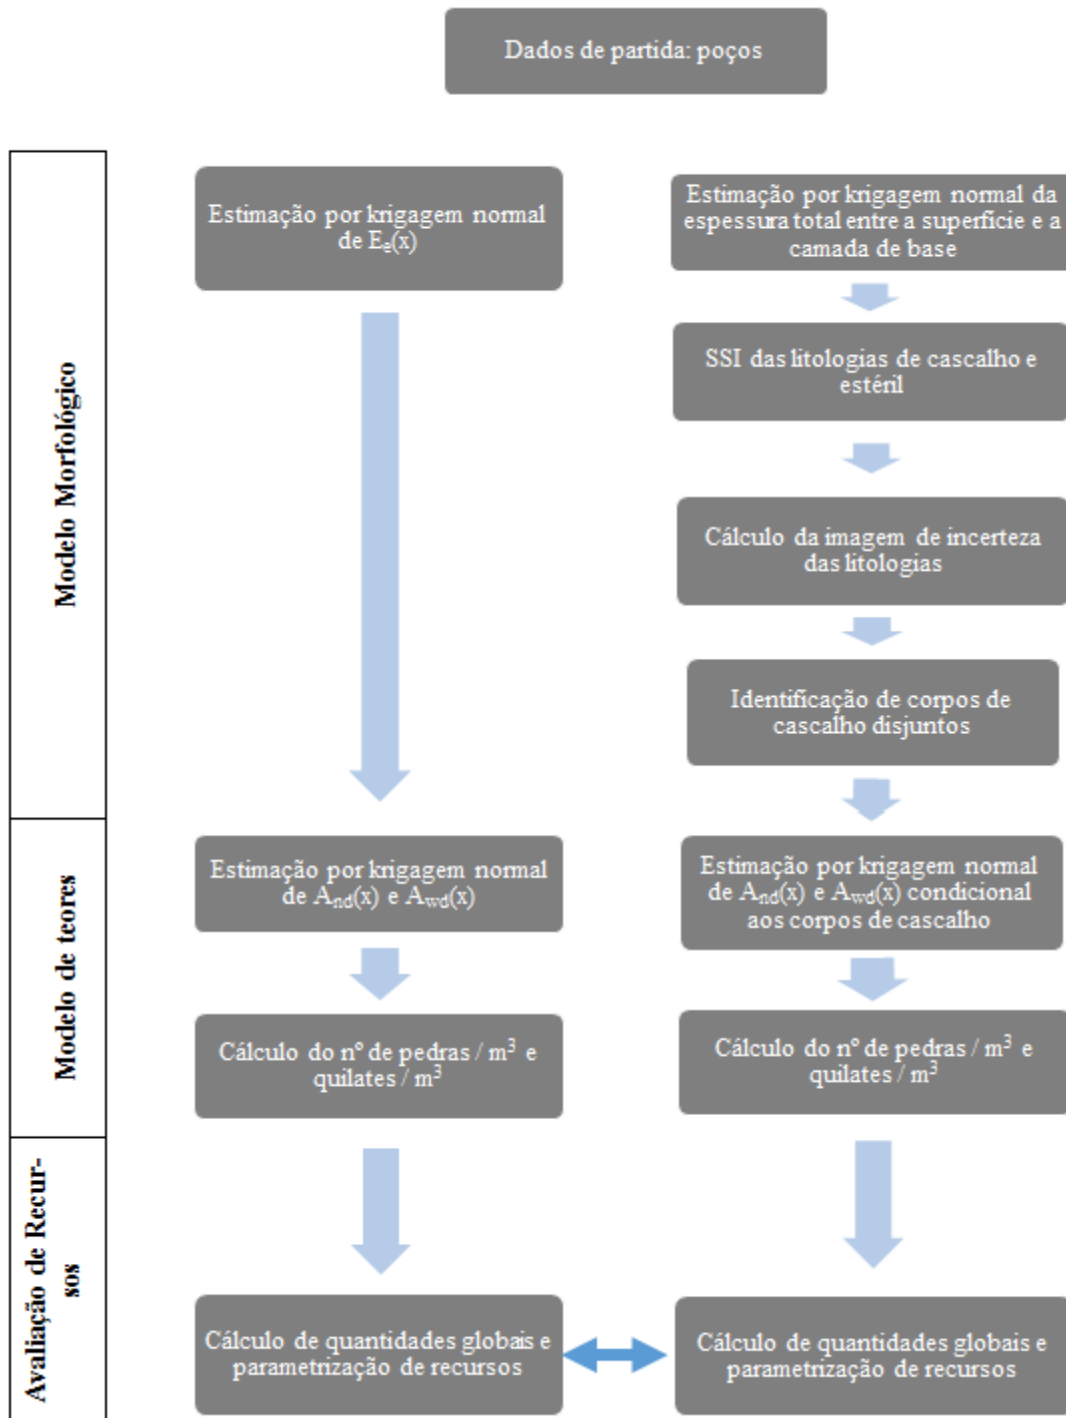 Dados de partida: poços
Modelo Morfológico
Estimação por krigagem normal
de Eₑ(x)
Estimação por krigagem normal da
espessura total entre a superfície e a
camada de base
SSI das litologias de cascalho e
estéril
Cálculo da imagem de incerteza
das litologias
Identificação de corpos de
cascalho disjuntos
Modelo de teores
Estimação por krigagem normal
de And(x) e Awd(x)
Estimação por krigagem normal
de And(x) e Awd(x) condicional
aos corpos de cascalho
Cálculo do nº de pedras / m³ e
quilates / m³
Cálculo do nº de pedras / m³ e
quilates / m³
Avaliação de Recur-
sos
Cálculo de quantidades globais e
parametrização de recursos
Cálculo de quantidades globais e
parametrização de recursos